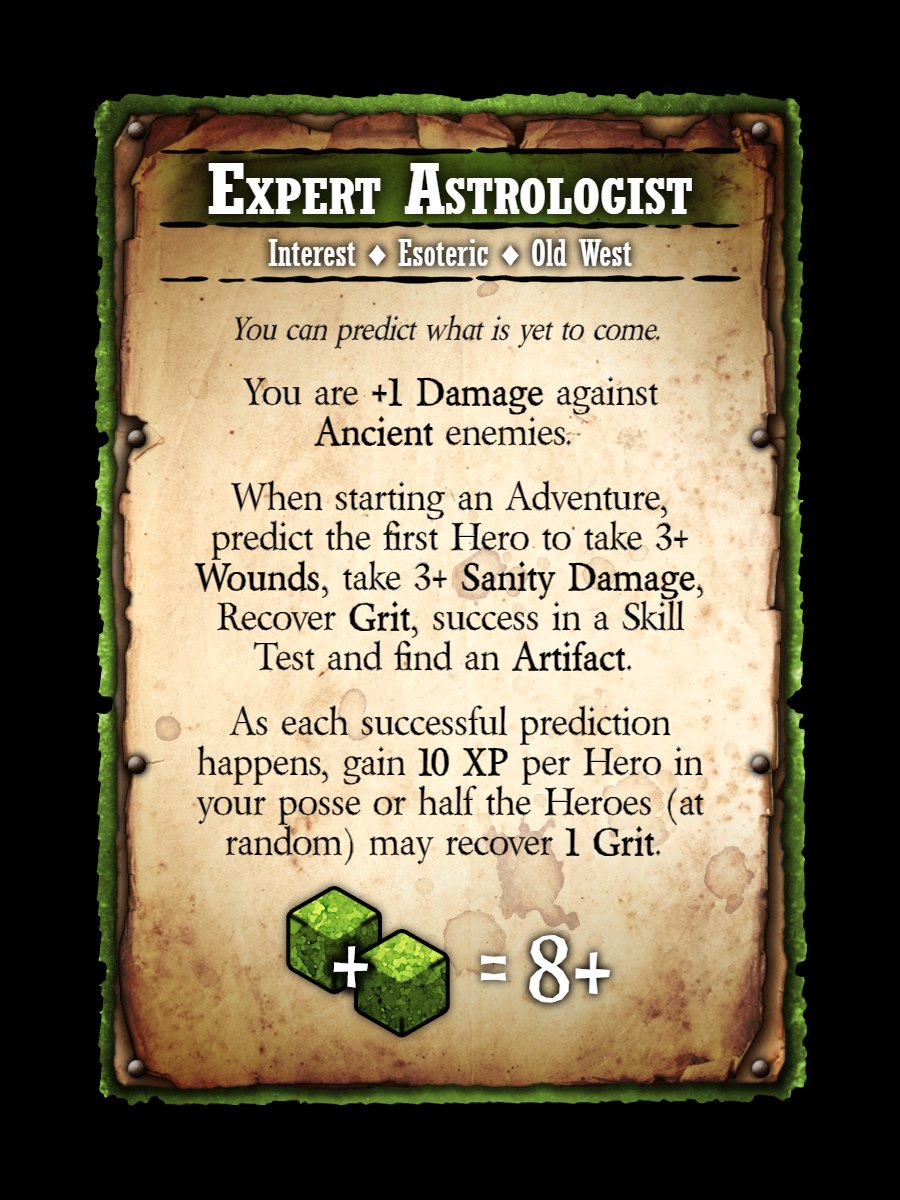 Expert Astrologist
Interest ◆ Esoteric ◆ Old West
You can predict what is yet to come.
You are +1 Damage against
Ancient enemies.
When starting an Adventure,
predict the first Hero to take 3+
Wounds, take 3+ Sanity Damage,
Recover Grit, success in a Skill
Test and find an Artifact.
As each successful prediction
happens, gain 10 XP per Hero in
your posse or half the Heroes (at
random) may recover 1 Grit.
+ = 8+